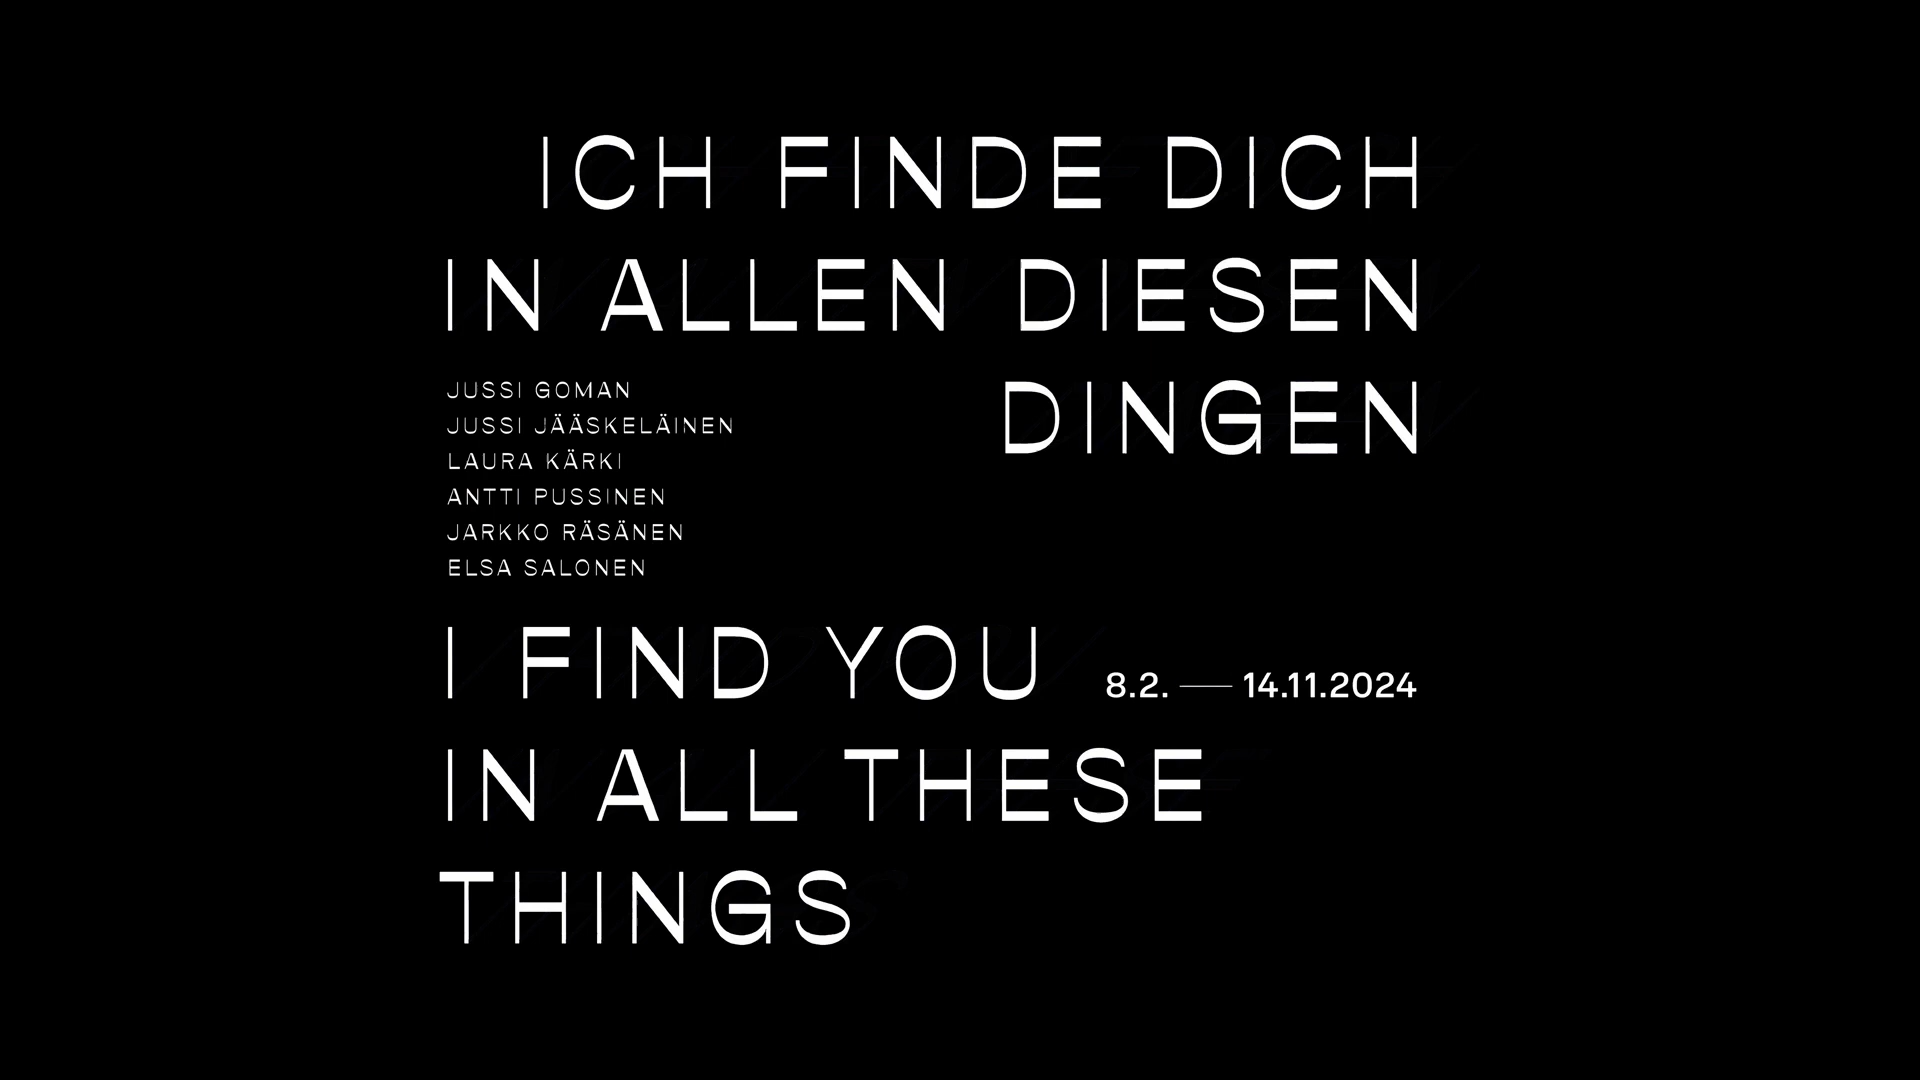 ICH FINDE DICH
IN ALLEN DIESEN
DINGEN
JUSSI GOMAN
JUSSI JÄÄSKELÄINEN
LAURA KÄRKI
ANTTI PUSSINEN
JARKKO RÄSÄNEN
ELSA SALONEN
I FIND YOU
8.2. — 14.11.2024
IN ALL THESE
THINGS